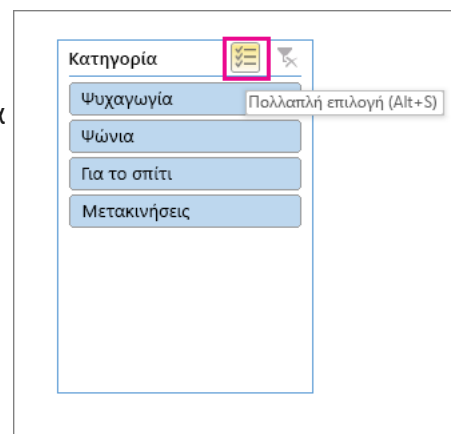 Κατηγορία
Ψυχαγωγία
Πολλαπλή επιλογή (Alt+S)
Ψώνια
Για το σπίτι
Μετακινήσεις